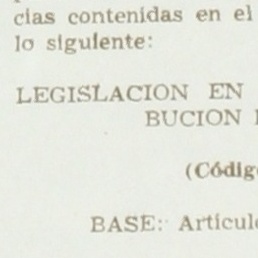 cias contenidas en el
lo siguiente:
LEGISLACION EN
BUCION
(Códig
BASE: Articul